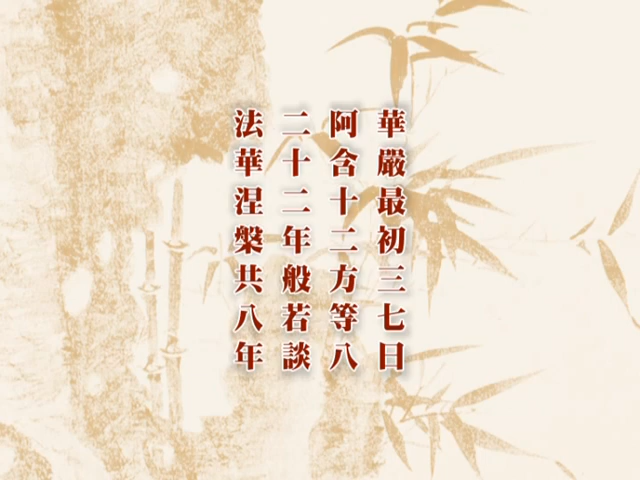 華嚴最初三七日
阿含十二方等八
二十二年般若談
法華涅槃共八年